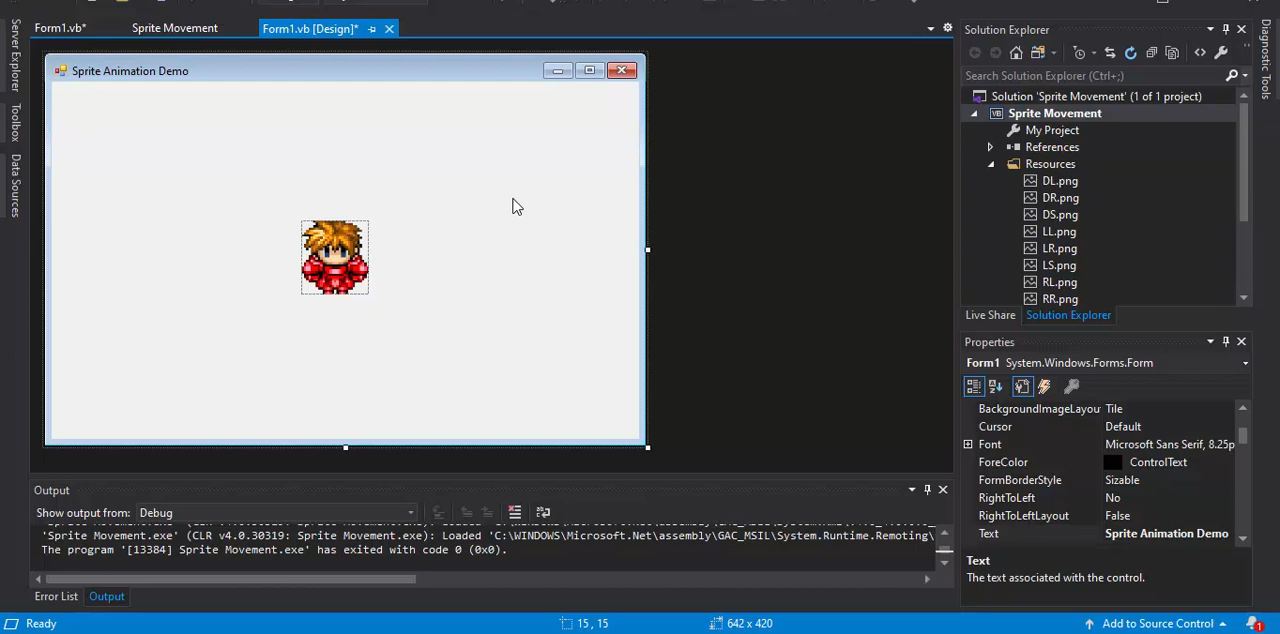 Form1.vb*
Sprite Movement
Form1.vb [Design]*
Server Explorer
Toolbox
Data Sources
Sprite Animation Demo
Solution Explorer
Search Solution Explorer (Ctrl+;)
Solution 'Sprite Movement' (1 of 1 project)
VB Sprite Movement
My Project
References
Resources
DL.png
DR.png
DS.png
LL.png
LR.png
LS.png
RL.png
RR.png
Live Share
Solution Explorer
Diagnostic Tools
Properties
Form1 System.Windows.Forms.Form
BackgroundImageLayou Tile
Cursor Default
Font Microsoft Sans Serif, 8.25p
ForeColor ControlText
FormBorderStyle Sizable
RightToLeft No
RightToLeftLayout False
Text Sprite Animation Demo
Text
The text associated with the control.
Output
Show output from: Debug
'Sprite Movement.exe' (CLR v4.0.30319: Sprite Movement.exe): Loaded 'C:\WINDOWS\Microsoft.Net\assembly\GAC_MSIL\System.Runtime.Remoting\
The program '[13384] Sprite Movement.exe' has exited with code 0 (0x0).
Error List
Output
Ready
15, 15
642 x 420
Add to Source Control
1